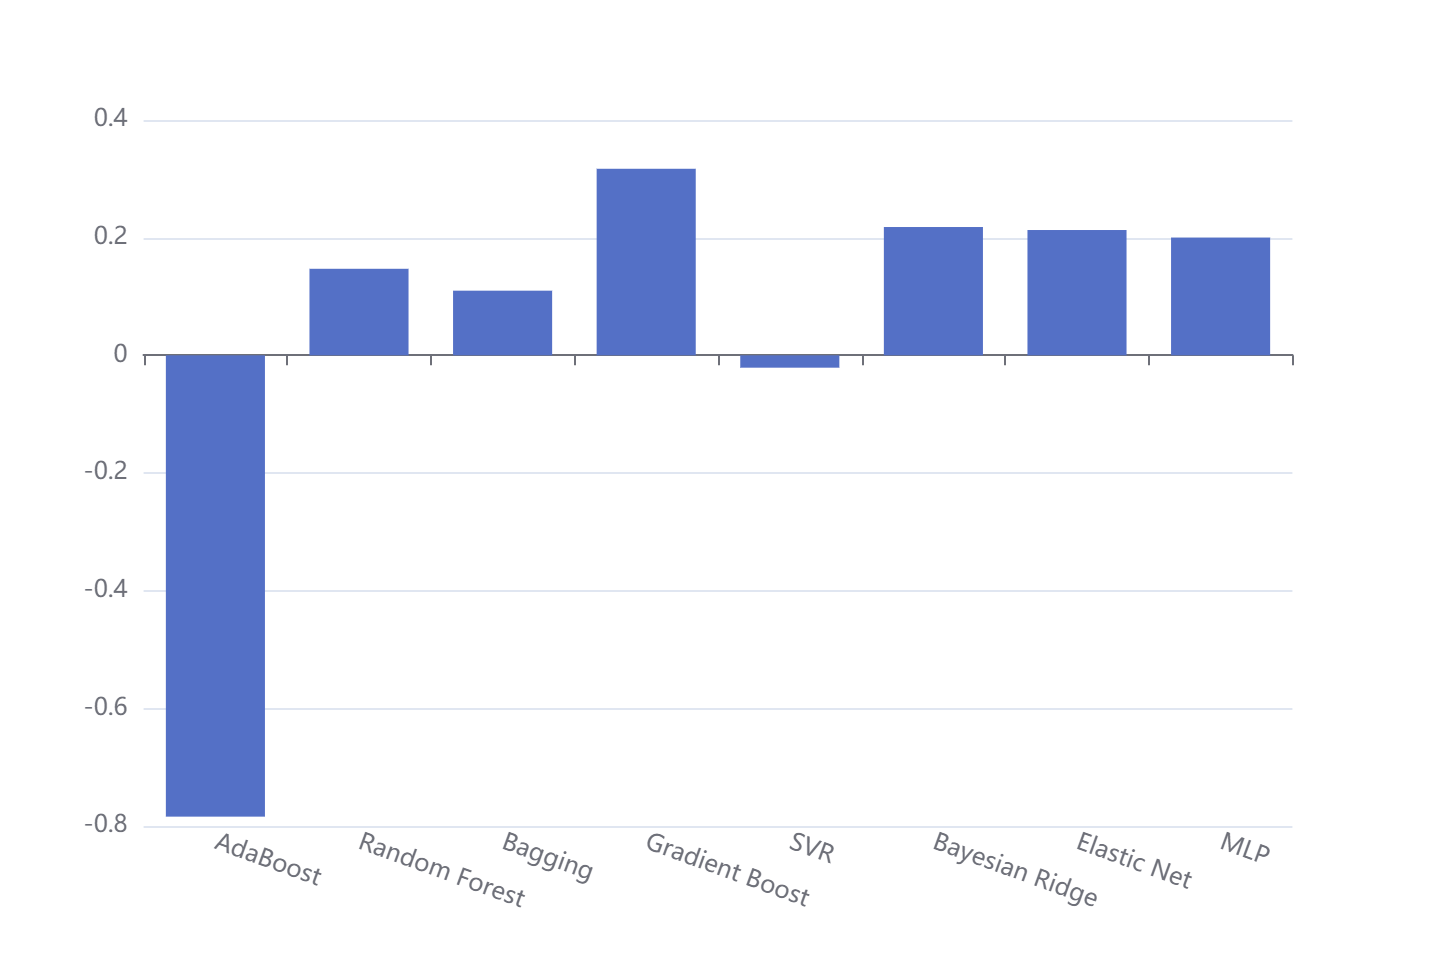 0.4
0.2
0
-0.2
-0.4
-0.6
-0.8
AdaBoost
Random Forest
Bagging
Gradient Boost
SVR
Bayesian Ridge
Elastic Net
MLP